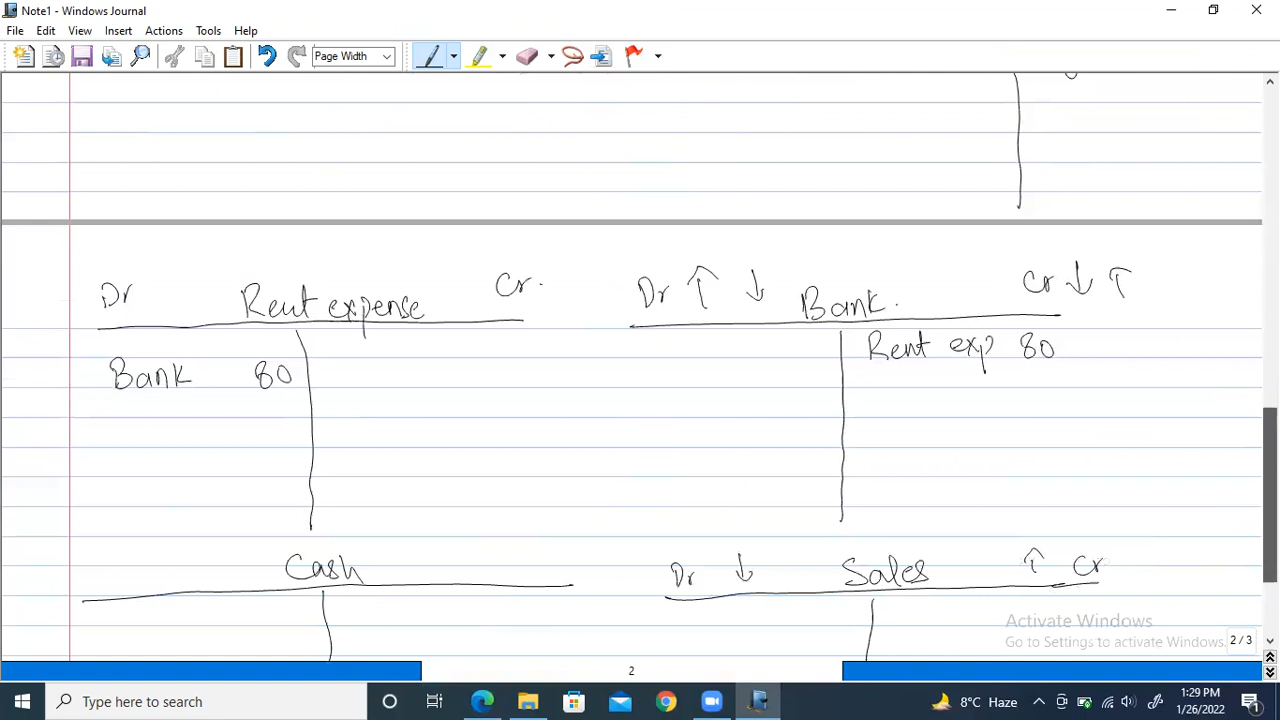 Note1 - Windows Journal
File Edit View Insert Actions Tools Help
Page Width
Dr Rent expense Cr.
Dr ↑ ↓ Bank. Cr ↓ ↑
Rent exp 80
Bank 80
Cash
Dr ↓ Sales ↑ Cr
Activate Windows
Go to Settings to activate Windows.
2 / 3
2
Type here to search
8°C Haze
1:29 PM
1/26/2022
1